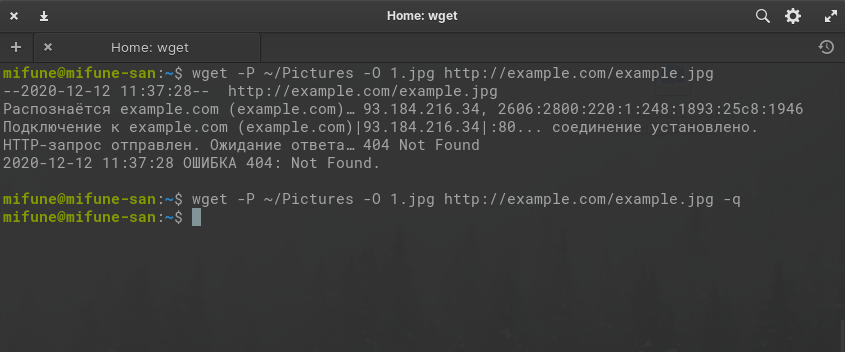 Home: wget
Home: wget
mifune@mifune-san:~$ wget -P ~/Pictures -O 1.jpg http://example.com/example.jpg
--2020-12-12 11:37:28--  http://example.com/example.jpg
Распознаётся example.com (example.com)… 93.184.216.34, 2606:2800:220:1:248:1893:25c8:1946
Подключение к example.com (example.com)|93.184.216.34|:80... соединение установлено.
HTTP-запрос отправлен. Ожидание ответа… 404 Not Found
2020-12-12 11:37:28 ОШИБКА 404: Not Found.
mifune@mifune-san:~$ wget -P ~/Pictures -O 1.jpg http://example.com/example.jpg -q
mifune@mifune-san:~$